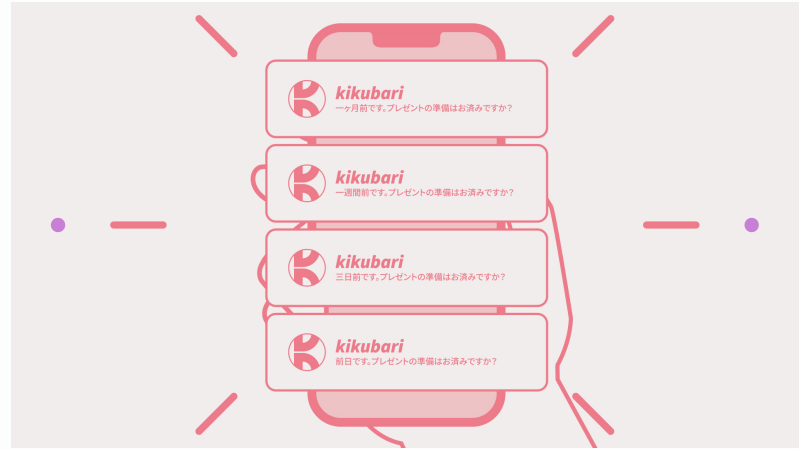 kikubari
一ヶ月前です。プレゼントの準備はお済みですか？
kikubari
一週間前です。プレゼントの準備はお済みですか？
kikubari
三日前です。プレゼントの準備はお済みですか？
kikubari
前日です。プレゼントの準備はお済みですか？